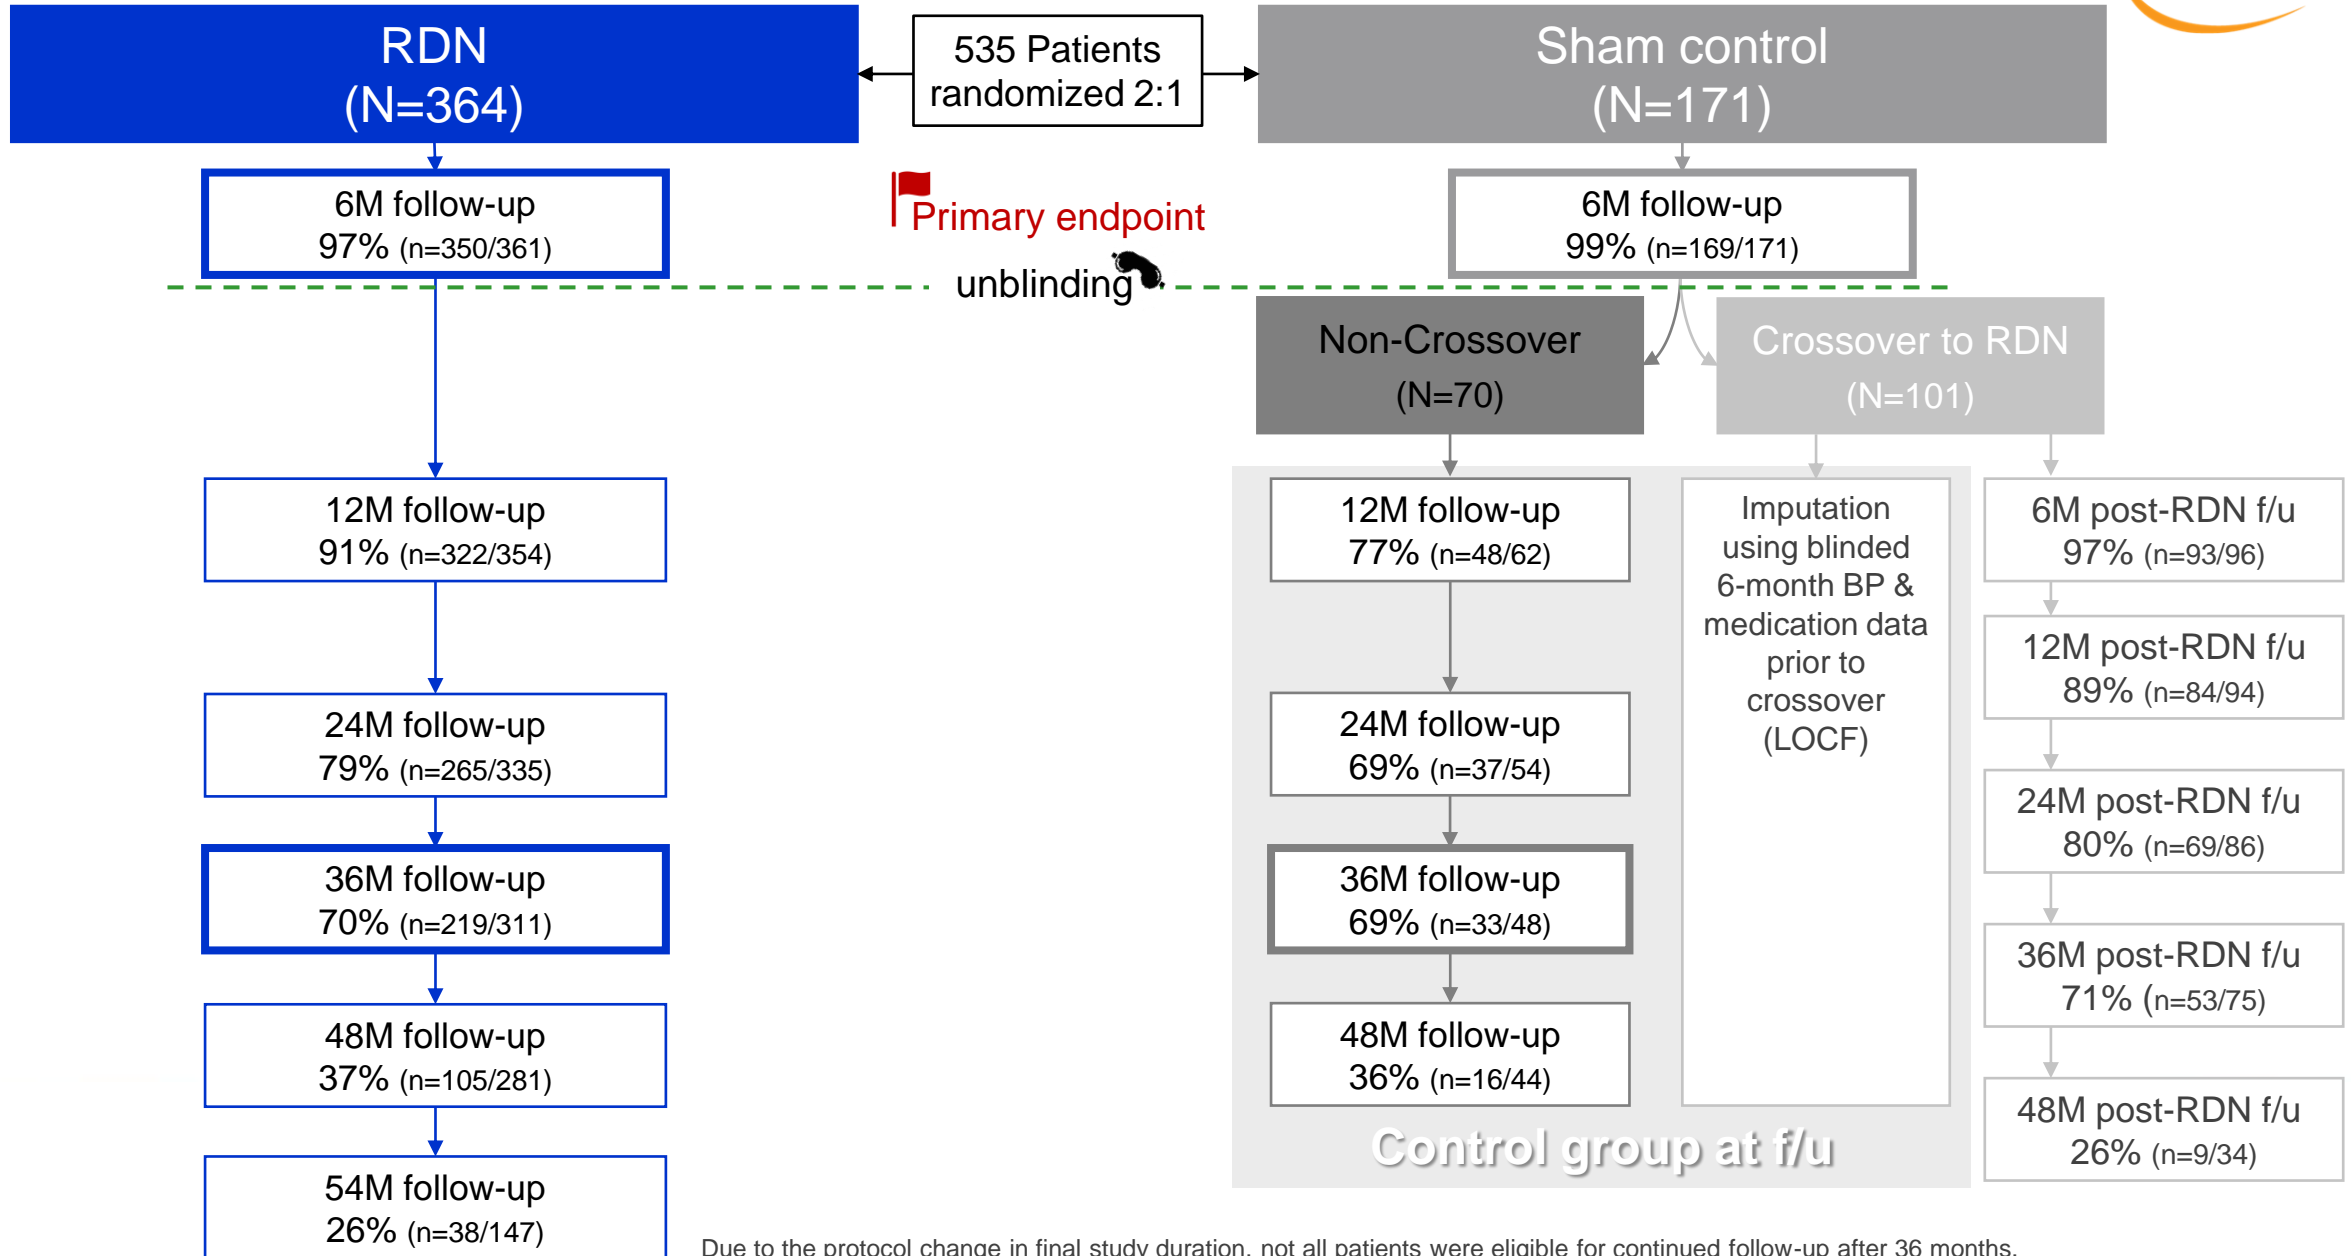 RDN
(N=364)
535 Patients
randomized 2:1
Sham control
(N=171)
6M follow-up
97% (n=350/361)
Primary endpoint
unblinding
6M follow-up
99% (n=169/171)
Non-Crossover
(N=70)
Crossover to RDN
(N=101)
12M follow-up
91% (n=322/354)
24M follow-up
79% (n=265/335)
36M follow-up
70% (n=219/311)
48M follow-up
37% (n=105/281)
54M follow-up
26% (n=38/147)
12M follow-up
77% (n=48/62)
24M follow-up
69% (n=37/54)
36M follow-up
69% (n=33/48)
48M follow-up
36% (n=16/44)
Imputation
using blinded
6-month BP &
medication data
prior to
crossover
(LOCF)
Control group at f/u
6M post-RDN f/u
97% (n=93/96)
12M post-RDN f/u
89% (n=84/94)
24M post-RDN f/u
80% (n=69/86)
36M post-RDN f/u
71% (n=53/75)
48M post-RDN f/u
26% (n=9/34)
Due to the protocol change in final study duration, not all patients were eligible for continued follow-up after 36 months.